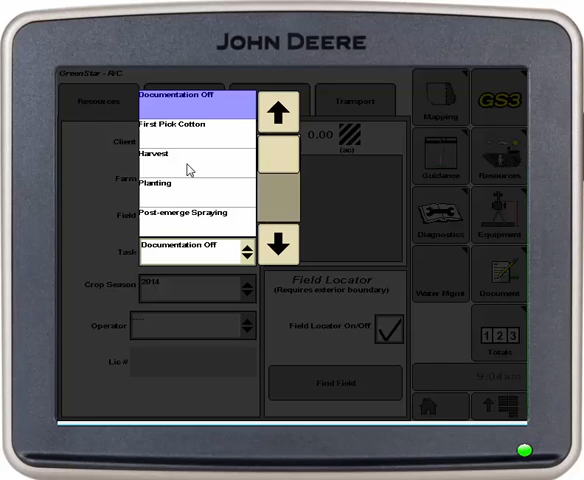 JOHN DEERE
GreenStar - R/C
Resources
Transport
Documentation Off
First Pick Cotton
Harvest
Planting
Post-emerge Spraying
Client
Farm
Field
Task
Documentation Off
0.00
(ac)
Crop Season
2014
Operator
----
Lic #
Field Locator
(Requires exterior boundary)
Field Locator On/Off
Find Field
Mapping
GS3
Guidance
Resources
Diagnostics
Equipment
Water Mgmt
Document
1 2 3
Totals
9:04 am